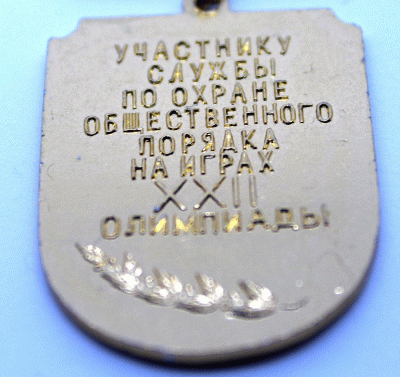 УЧАСТНИКУ
СЛУЖБЫ
ПО ОХРАНЕ
ОБЩЕСТВЕННОГО
ПОРЯДКА
НА ИГРАХ
XXII
ОЛИМПИАДЫ